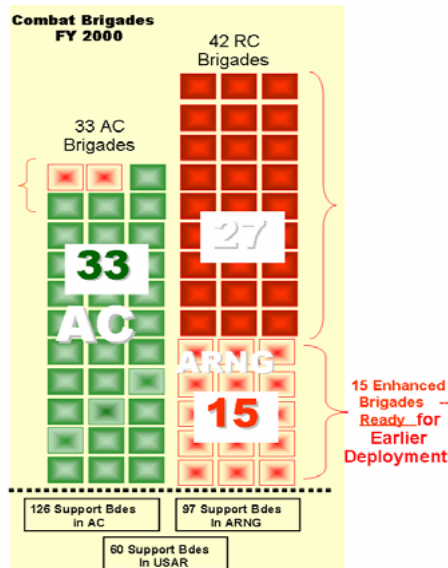 Combat Brigades
FY 2000
42 RC
Brigades
33 AC
Brigades
33
AC
27
ARNG
15
15 Enhanced
Brigades --
Ready for
Earlier
Deployment
126 Support Bdes
in AC
97 Support Bdes
In ARNG
60 Support Bdes
In USAR